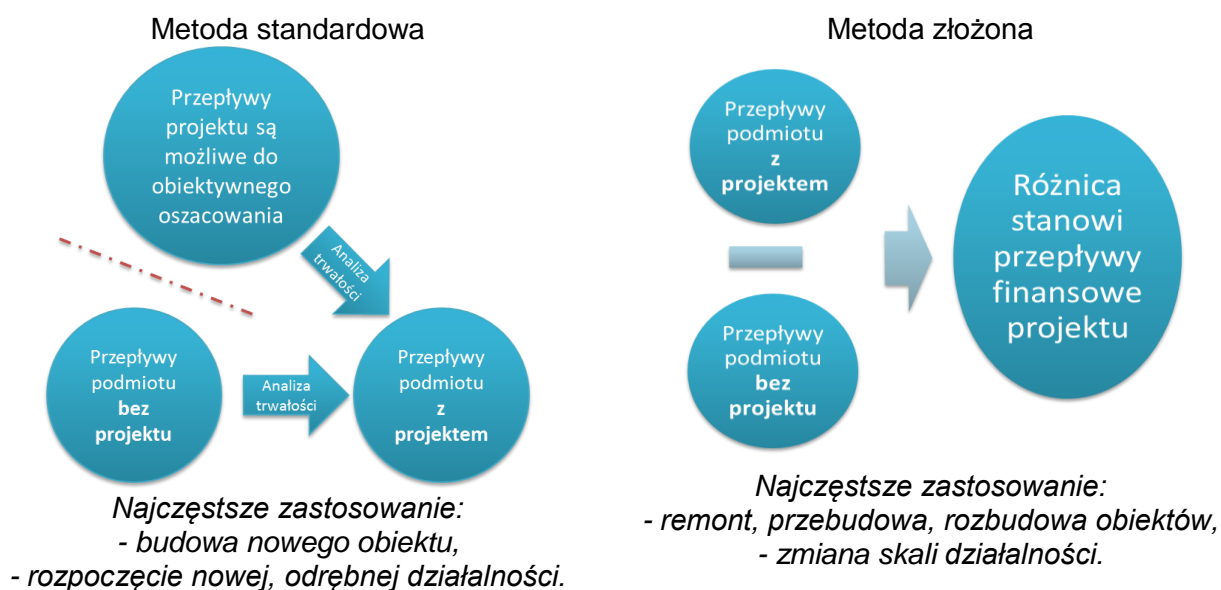 Metoda standardowa
Przepływy
projektu są
możliwe do
obiektywnego
oszacowania
Analiza
trwałości
Przepływy
podmiotu
bez
projektu
Analiza
trwałości
Przepływy
podmiotu
z
projektem
Najczęstsze zastosowanie:
- budowa nowego obiektu,
- rozpoczęcie nowej, odrębnej działalności.
Metoda złożona
Przepływy
podmiotu
z
projektem
Przepływy
podmiotu
bez
projektu
Różnica
stanowi
przepływy
finansowe
projektu
Najczęstsze zastosowanie:
- remont, przebudowa, rozbudowa obiektów,
- zmiana skali działalności.